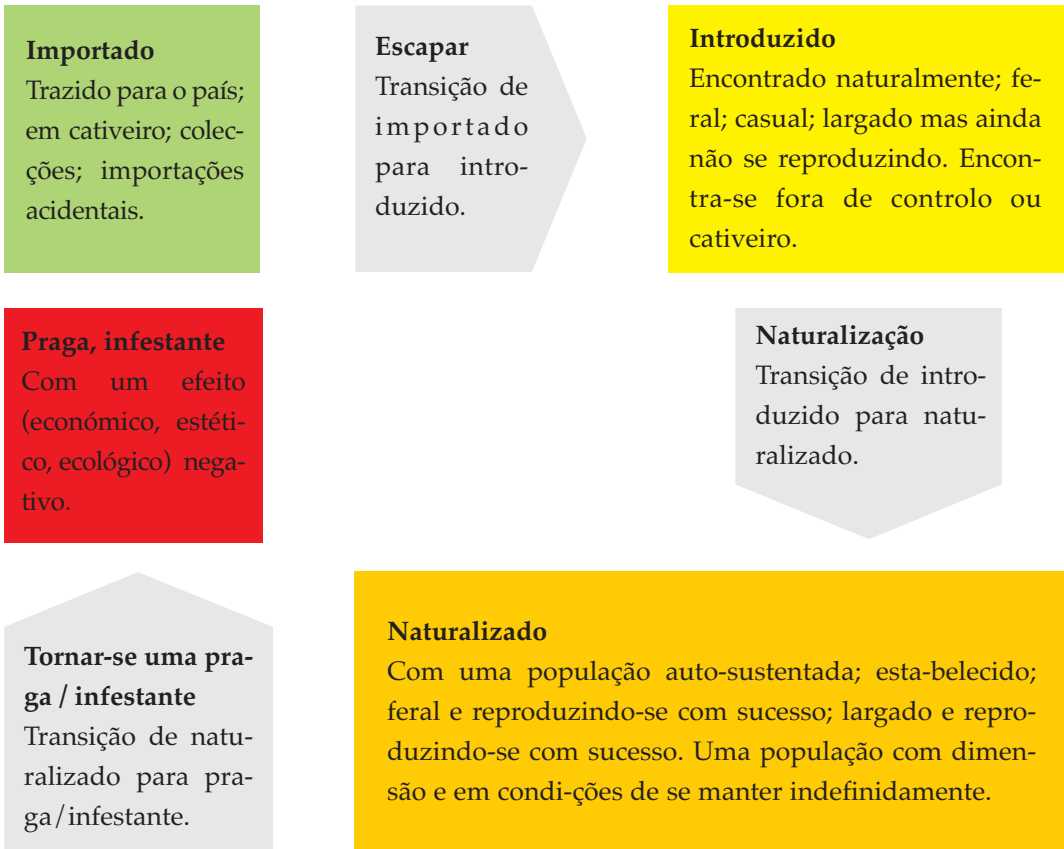 Importado
Trazido para o país;
em cativeiro; colec-
ções; importações
acidentais.
Escapar
Transição de
importado
para intro-
duzido.
Introduzido
Encontrado naturalmente; fe-
ral; casual; largado mas ainda
não se reproduzindo. Encon-
tra-se fora de controlo ou
cativeiro.
Naturalização
Transição de intro-
duzido para natu-
ralizado.
Naturalizado
Com uma população auto-sustentada; esta-belecido;
feral e reproduzindo-se com sucesso; largado e repro-
duzindo-se com sucesso. Uma população com dimen-
são e em condi-ções de se manter indefinidamente.
Tornar-se uma pra-
ga / infestante
Transição de natu-
ralizado para pra-
ga/infestante.
Praga, infestante
Com um efeito
(económico, estéti-
co, ecológico) nega-
tivo.